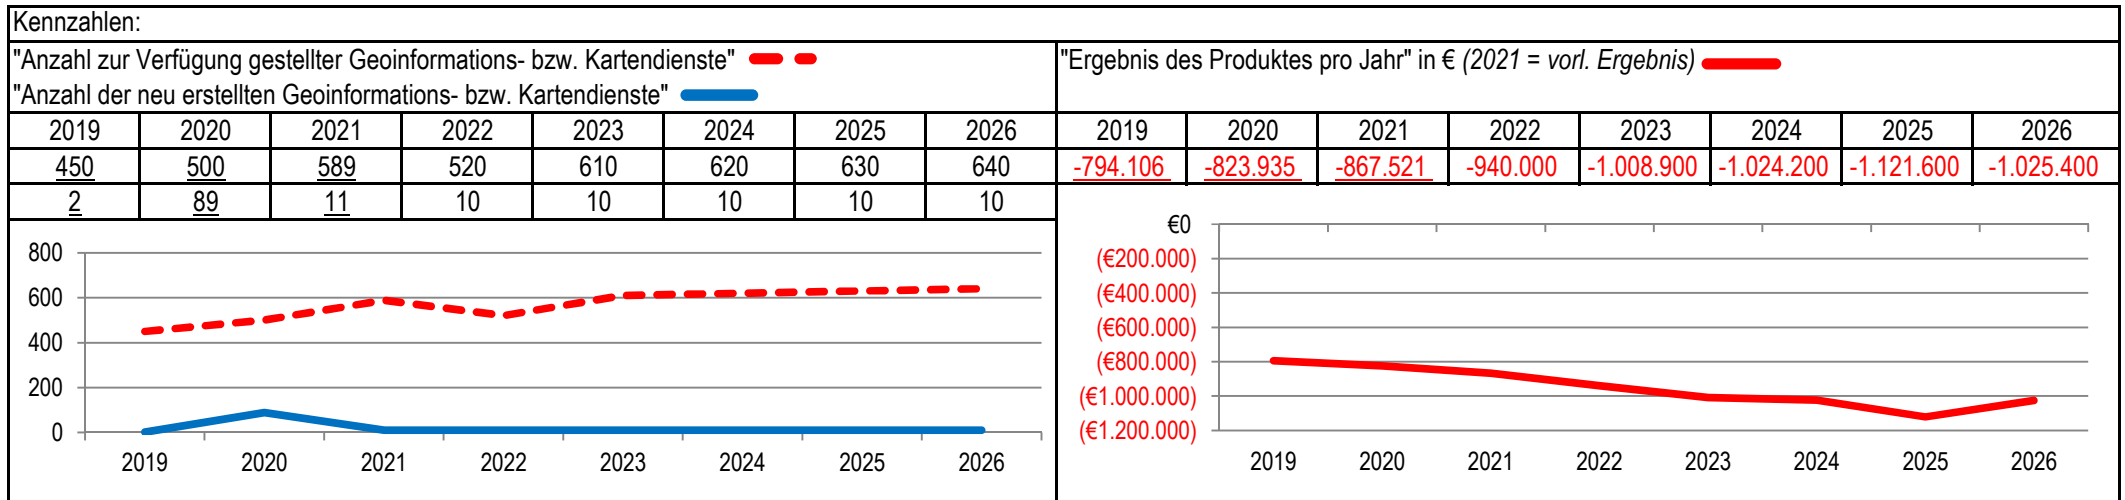 Kennzahlen:
"Anzahl zur Verfügung gestellter Geoinformations- bzw. Kartendienste"
"Anzahl der neu erstellten Geoinformations- bzw. Kartendienste"
2019 2020 2021 2022 2023 2024 2025 2026
450 500 589 520 610 620 630 640
2 89 11 10 10 10 10 10
800
600
400
200
0
2019 2020 2021 2022 2023 2024 2025 2026
"Ergebnis des Produktes pro Jahr" in € (2021 = vorl. Ergebnis)
2019 2020 2021 2022 2023 2024 2025 2026
-794.106 -823.935 -867.521 -940.000 -1.008.900 -1.024.200 -1.121.600 -1.025.400
€0
(€200.000)
(€400.000)
(€600.000)
(€800.000)
(€1.000.000)
(€1.200.000)
2019 2020 2021 2022 2023 2024 2025 2026